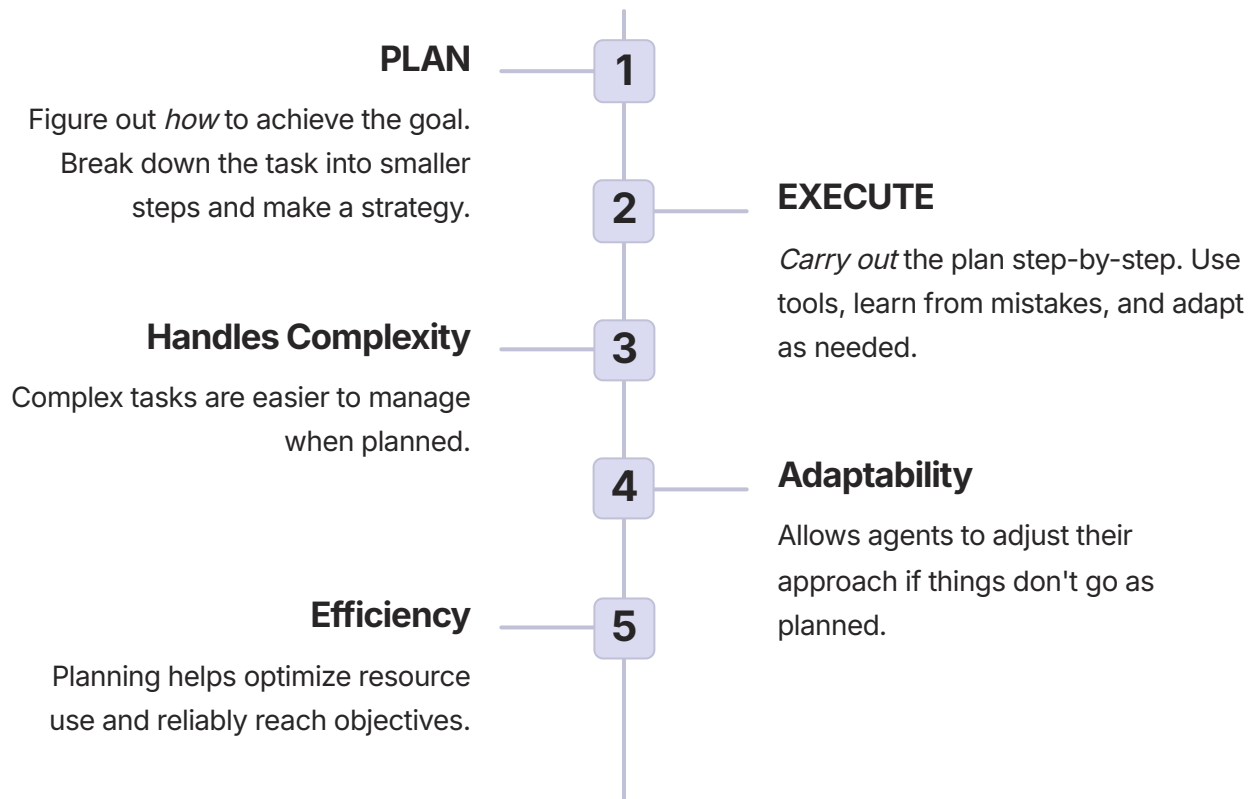 PLAN
1
Figure out how to achieve the goal.
Break down the task into smaller
steps and make a strategy.
2
EXECUTE
Carry out the plan step-by-step. Use
tools, learn from mistakes, and adapt
as needed.
Handles Complexity
3
Complex tasks are easier to manage
when planned.
4
Adaptability
Allows agents to adjust their
approach if things don't go as
planned.
Efficiency
5
Planning helps optimize resource
use and reliably reach objectives.